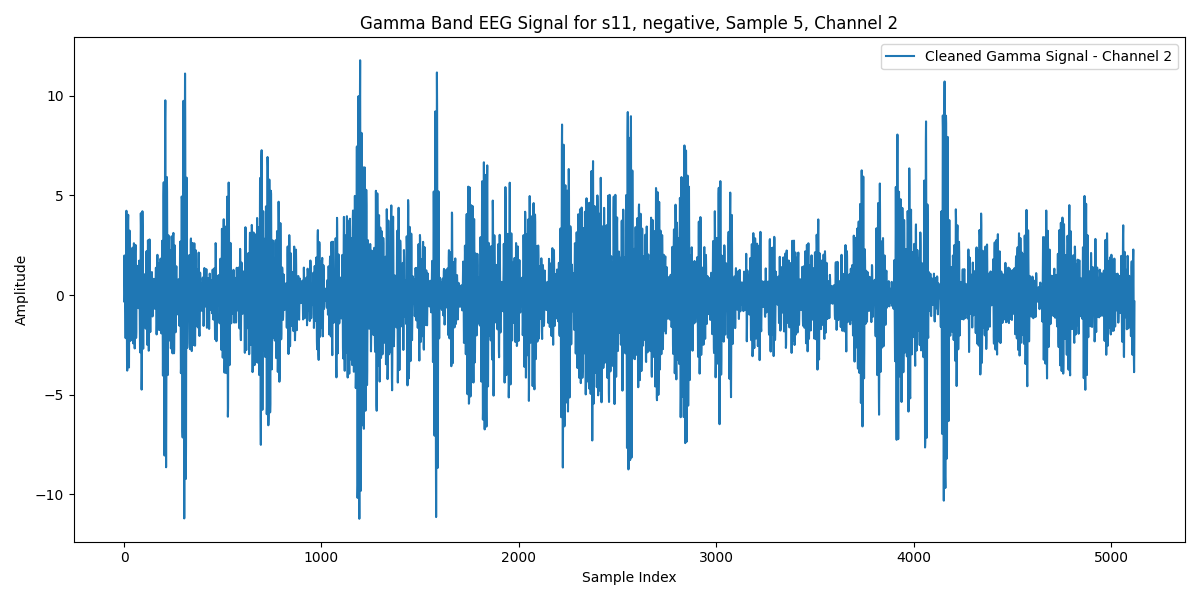 Gamma Band EEG Signal for s11, negative, Sample 5, Channel 2
Cleaned Gamma Signal - Channel 2
10
5
0
−5
−10
Amplitude
0 1000 2000 3000 4000 5000
Sample Index